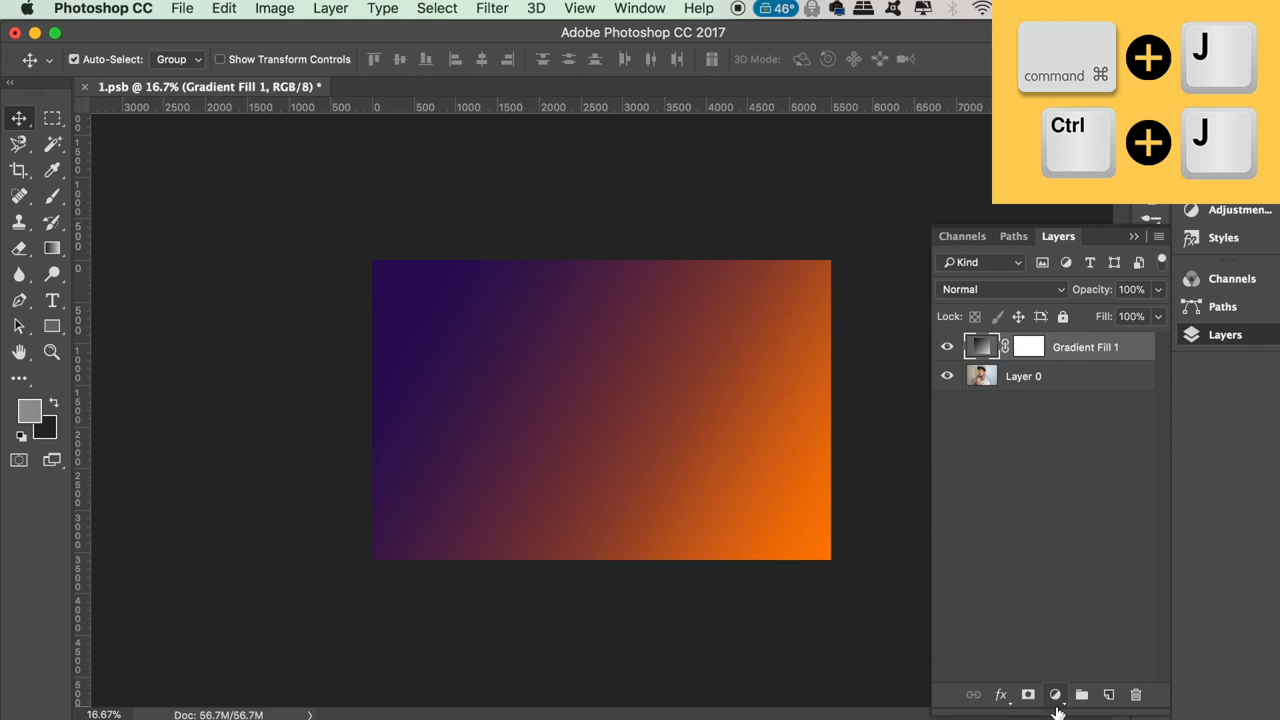 Photoshop CC File Edit Image Layer Type Select Filter 3D View Window Help 46°
Adobe Photoshop CC 2017
Auto-Select: Group Show Transform Controls 3D Mode:
1.psb @ 16.7% (Gradient Fill 1, RGB/8) *
3000 2500 2000 1500 1000 500 0 500 1000 1500 2000 2500 3000 3500 4000 4500 5000 5500 6000 6500 7000
command ⌘ + J
Ctrl + J
Adjustmen...
Styles
Channels
Paths
Layers
Channels Paths Layers
Kind
Normal Opacity: 100%
Lock: Fill: 100%
Gradient Fill 1
Layer 0
fx
16.67% Doc: 56.7M/56.7M